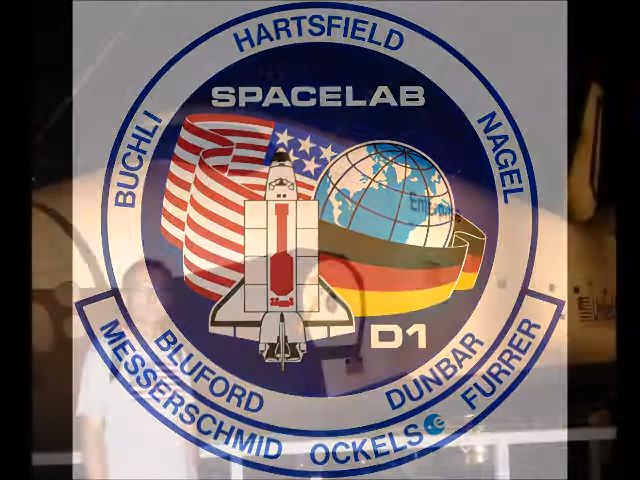 HARTSFIELD
SPACELAB
BUCHLI
NAGEL
D1
BLUFORD
DUNBAR
MESSERSCHMID
OCKELS
FURRER